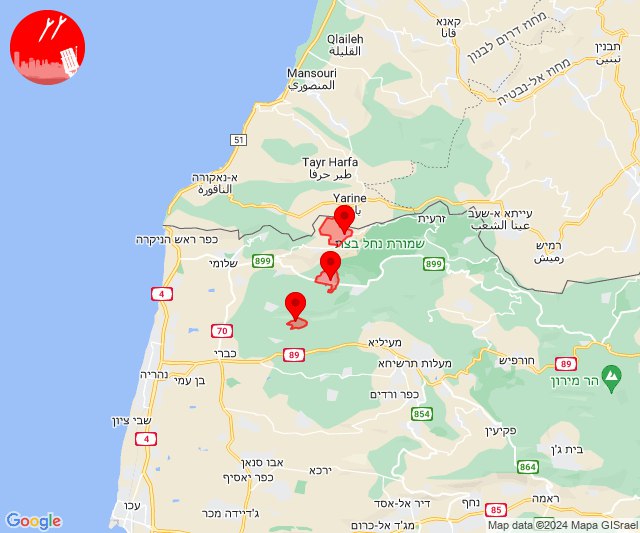 קאנא
قانا
מחוז דרום לבנון
Qlaileh
القليلة
תבנין
تبنين
Mansouri
المنصوري
מחוז אל-נבטיה
51
Tayr Harfa
طير حرفا
א-נאקורה
الناقورة
Yarine
עייתא א-שעב
عيتا الشعب
זרעית
כפר ראש הניקרה
שמורת נחל בצת
רמיש
رميش
שלומי
899
899
4
70
כברי
מעיליא
89
מעלות תרשיחא
חורפיש
89
הר מירון
נהריה
בן עמי
כפר ורדים
שבי ציון
854
פקיעין
4
בית ג'ן
אבו סנאן
ירכא
864
כפר יאסיף
ראמה
עכו
ג'דיידה מכר
דיר אל-אסד
נחף
85
מג'ד אל-כרום
Google
Map data ©2024 Mapa GISrael